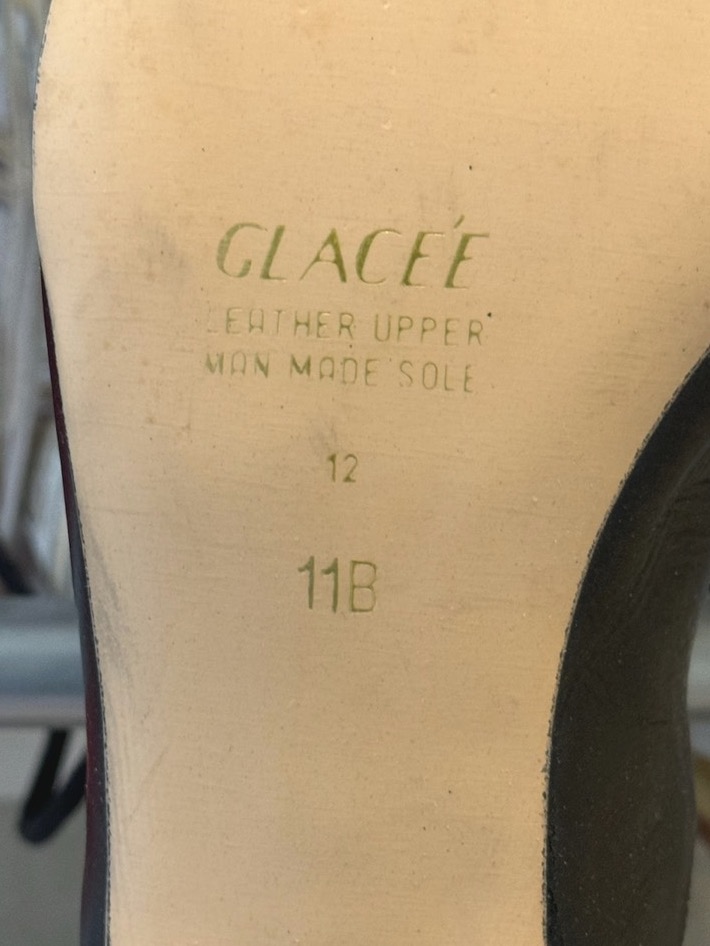 GLACÉE
LEATHER UPPER
MAN MADE SOLE
12
11B